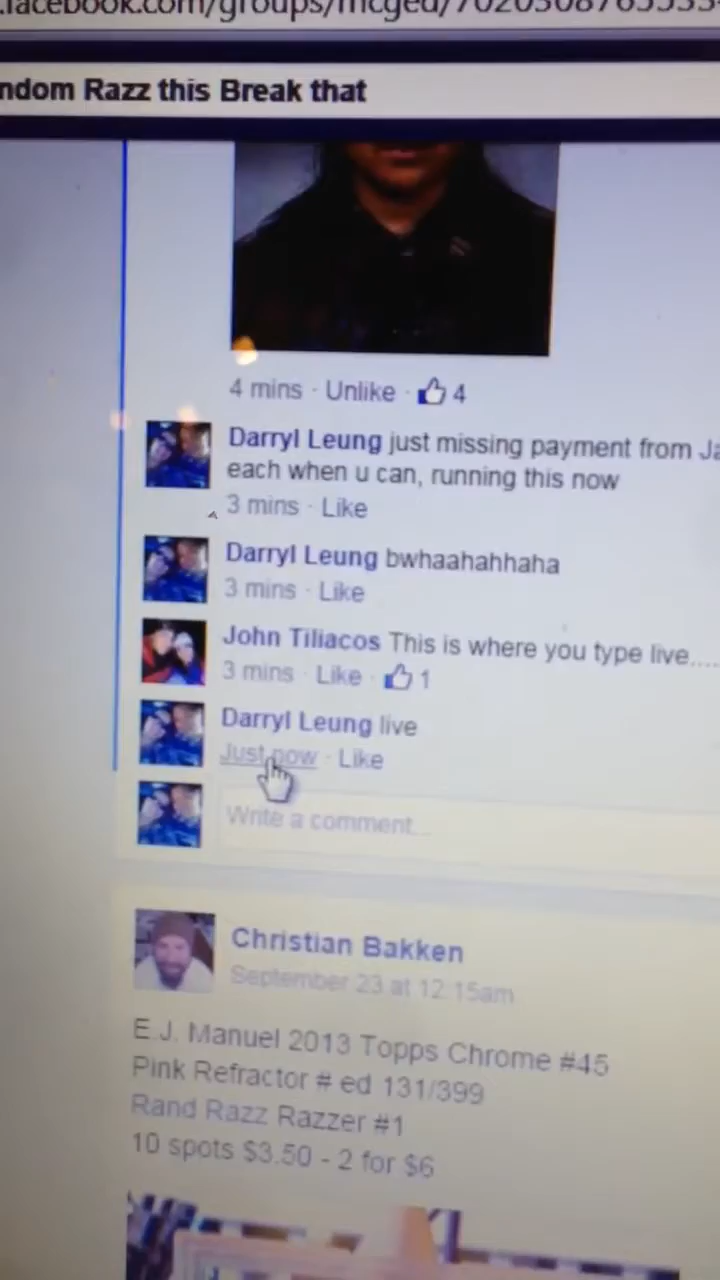 .facebook.com/groups/mcged/
ndom Razz this Break that
4 mins · Unlike · 4
Darryl Leung just missing payment from Ja
each when u can, running this now
3 mins · Like
Darryl Leung bwhaahahhaha
3 mins · Like
John Tiliacos This is where you type live....
3 mins · Like · 1
Darryl Leung live
Just now · Like
Write a comment...
Christian Bakken
September 23 at 12:15am
E.J. Manuel 2013 Topps Chrome #45
Pink Refractor # ed 131/399
Rand Razz Razzer #1
10 spots $3.50 - 2 for $6